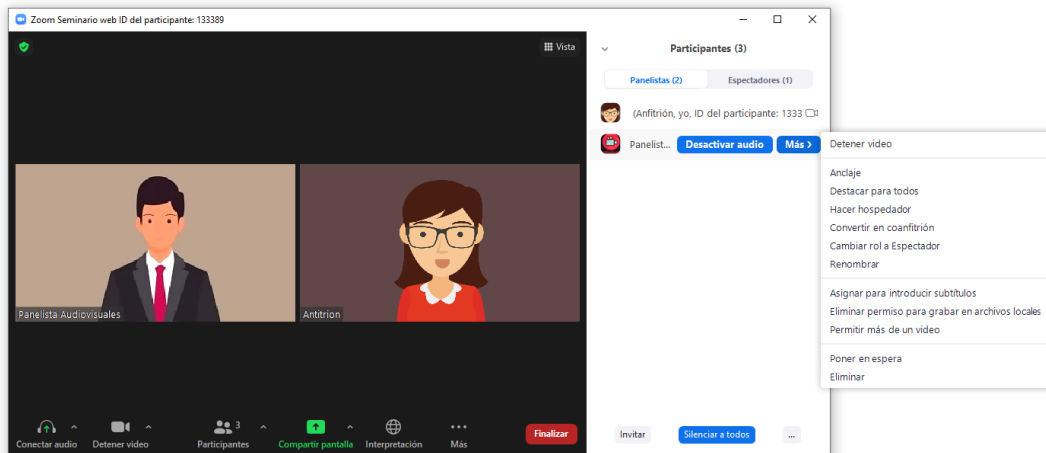 Zoom Seminario web ID del participante: 133389
Vista
Participantes (3)
Panelistas (2) Espectadores (1)
(Anfitrión, yo, ID del participante: 1333
Panelist... Desactivar audio Más >
Detener video
Anclaje
Destacar para todos
Hacer hospedador
Convertir en coanfitrión
Cambiar rol a Espectador
Renombrar
Asignar para introducir subtítulos
Eliminar permiso para grabar en archivos locales
Permitir más de un video
Poner en espera
Eliminar
Panelista Audiovisuales
Antitrion
3
Conectar audio Detener video Participantes Compartir pantalla Interpretación Más
Finalizar
Invitar Silenciar a todos ...